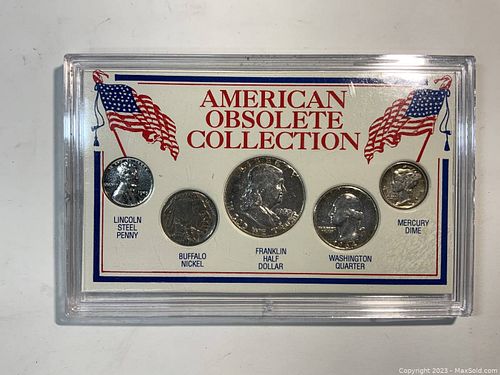 AMERICAN
OBSOLETE
COLLECTION
LINCOLN
STEEL
PENNY
BUFFALO
NICKEL
FRANKLIN
HALF
DOLLAR
WASHINGTON
QUARTER
MERCURY
DIME
Copyright 2023 - MaxSold.com